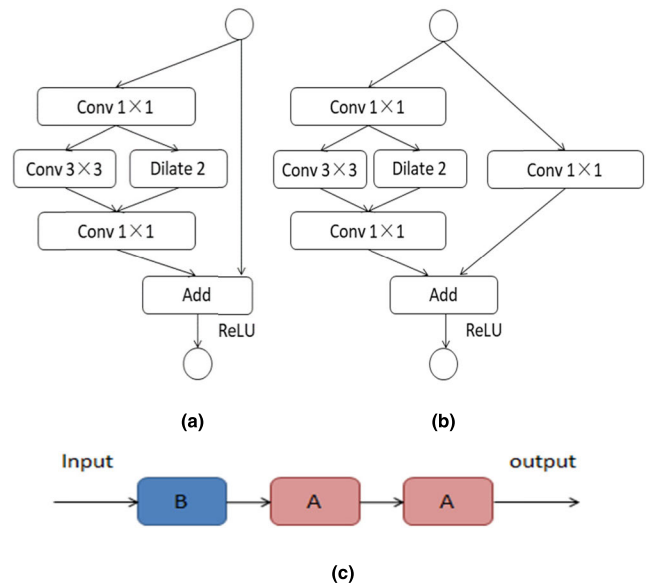 Conv 1×1
Conv 3×3
Dilate 2
Conv 1×1
Add
ReLU
(a)
Conv 1×1
Conv 3×3
Dilate 2
Conv 1×1
Conv 1×1
Add
ReLU
(b)
Input
B
A
A
output
(c)